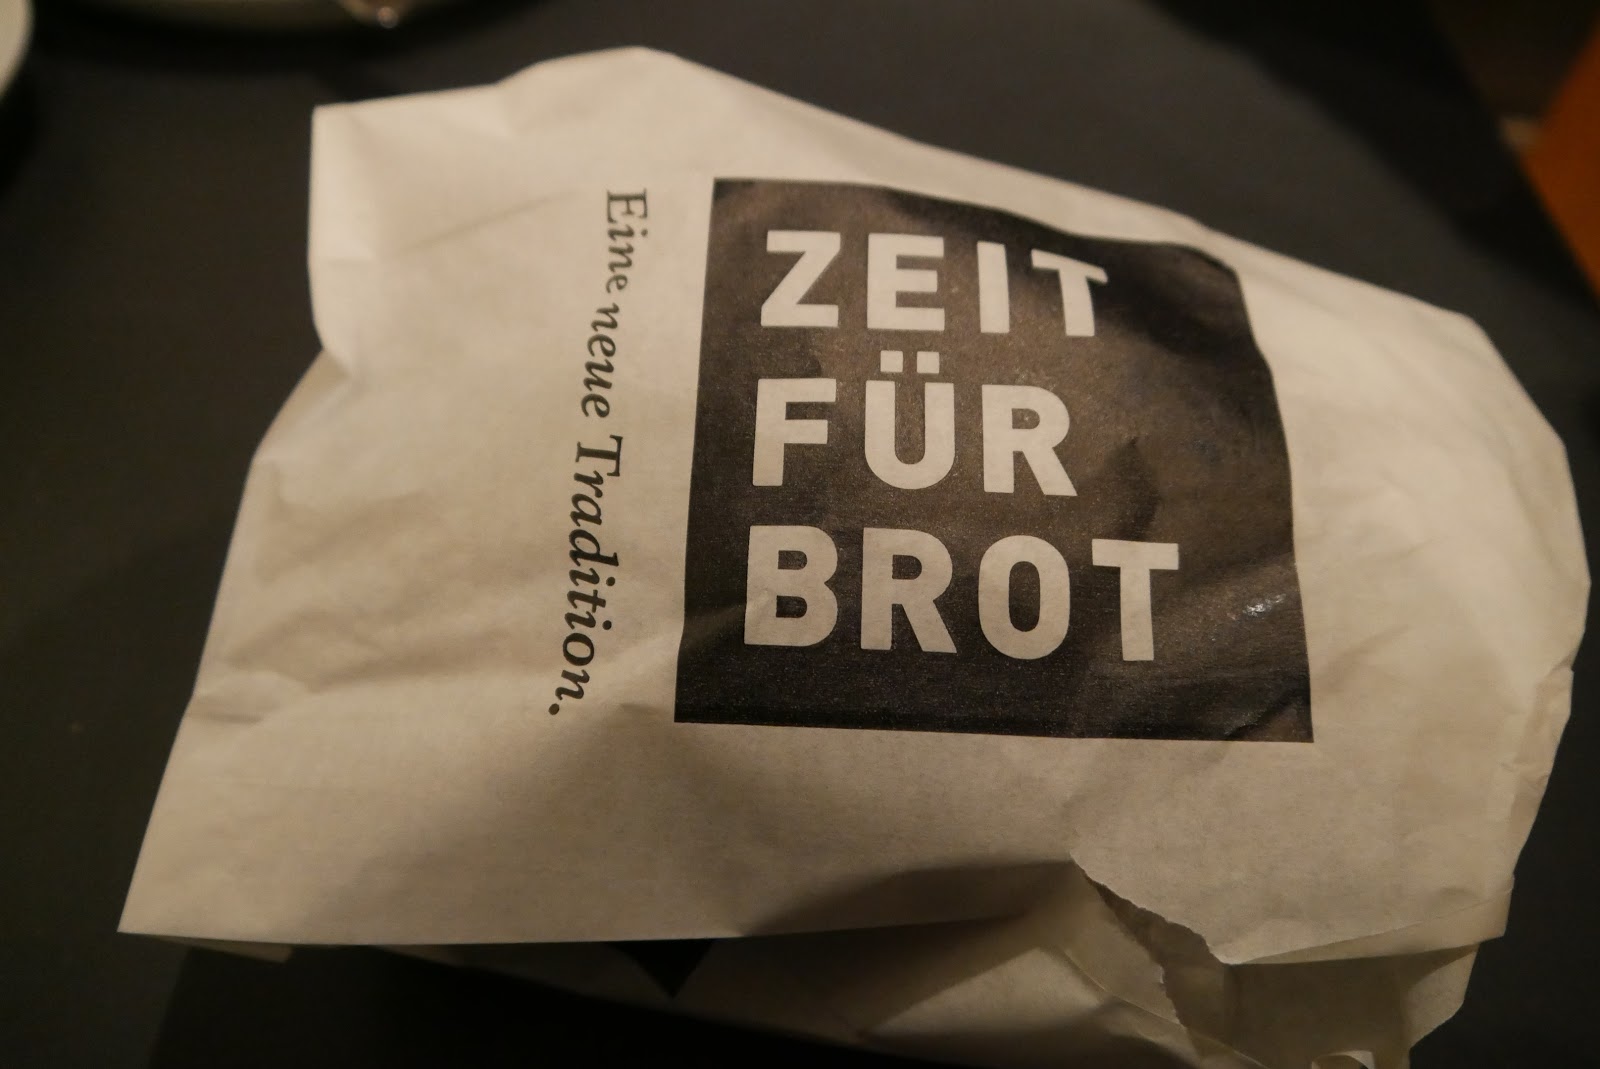 ZEIT
FÜR
BROT
Eine neue Tradition.